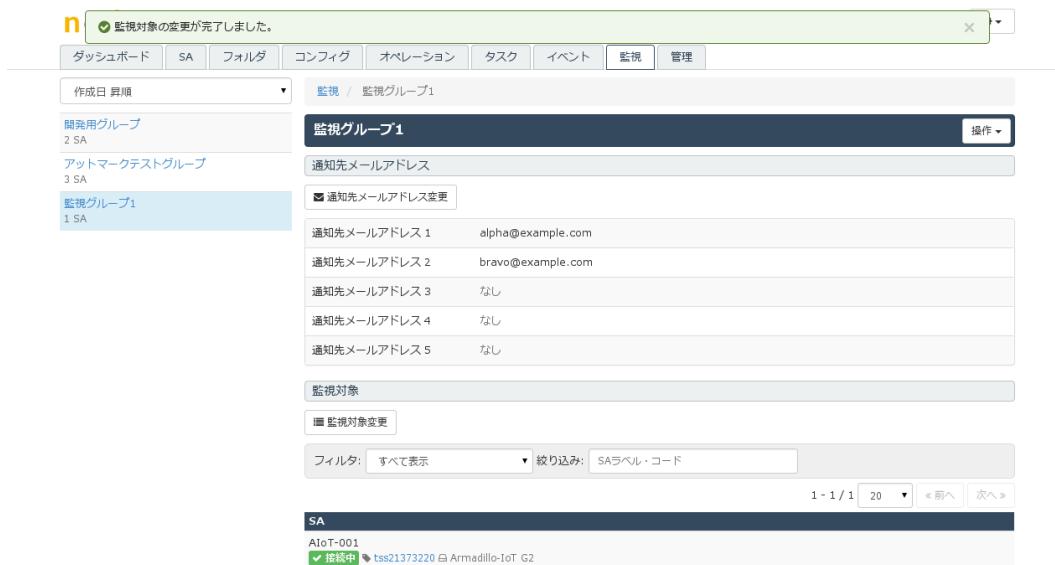 監視対象の変更が完了しました。
ダッシュボード SA フォルダ コンフィグ オペレーション タスク イベント 監視 管理
作成日 昇順
開発用グループ
2 SA
アットマークテストグループ
3 SA
監視グループ1
1 SA
監視 / 監視グループ1
監視グループ1
操作
通知先メールアドレス
通知先メールアドレス変更
通知先メールアドレス 1 alpha@example.com
通知先メールアドレス 2 bravo@example.com
通知先メールアドレス 3 なし
通知先メールアドレス 4 なし
通知先メールアドレス 5 なし
監視対象
監視対象変更
フィルタ: すべて表示 絞り込み: SAラベル・コード
1 - 1 / 1 20 « 前へ 次へ »
SA
AIoT-001
接続中 tss21373220 Armadillo-IoT G2